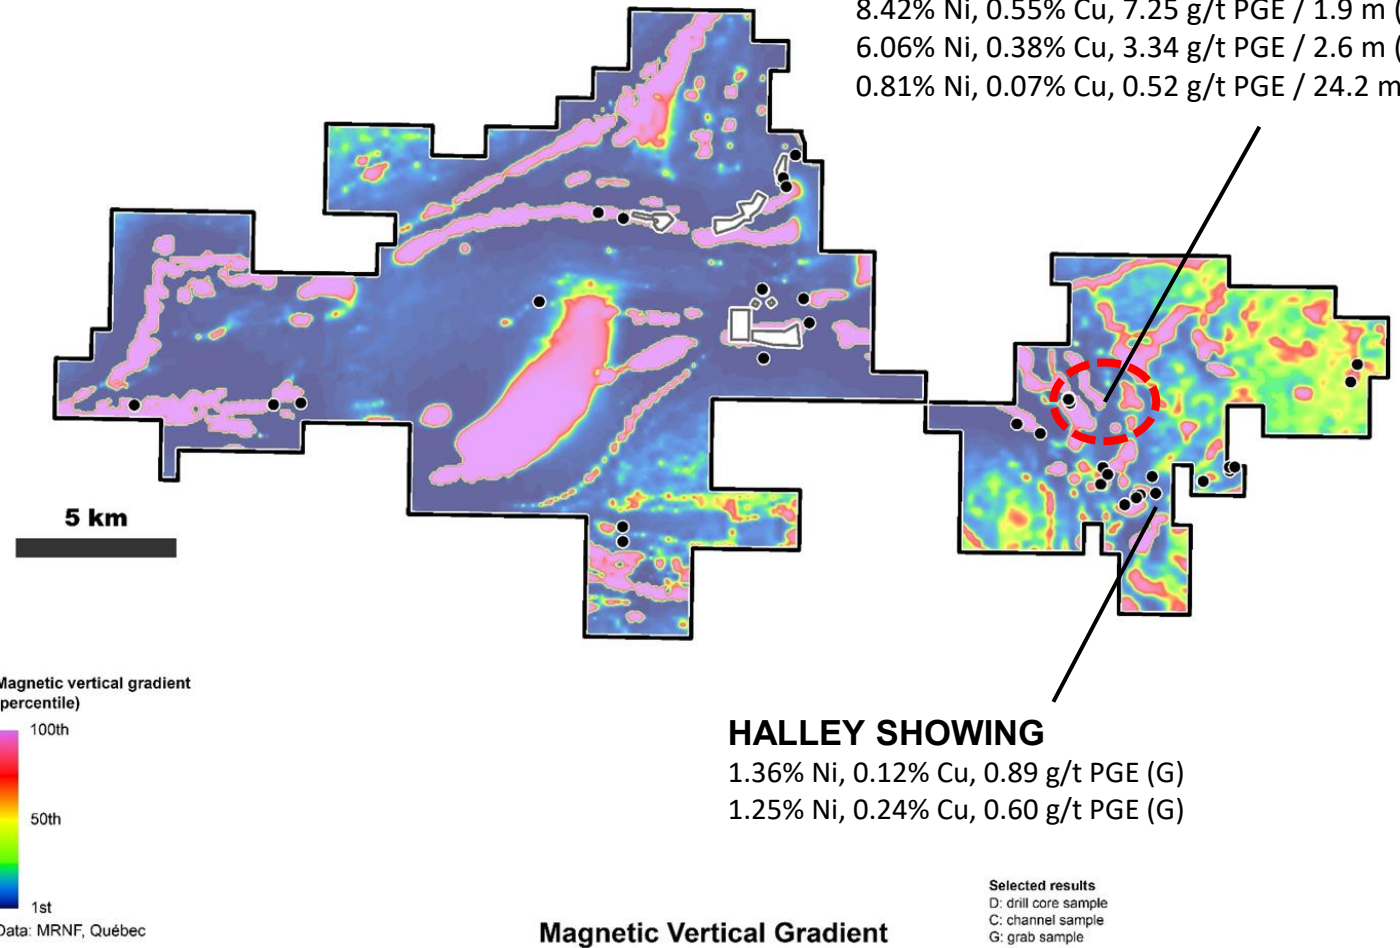 8.42% Ni, 0.55% Cu, 7.25 g/t PGE / 1.9 m (
6.06% Ni, 0.38% Cu, 3.34 g/t PGE / 2.6 m (
0.81% Ni, 0.07% Cu, 0.52 g/t PGE / 24.2 m
5 km
Magnetic vertical gradient
percentile)
100th
50th
1st
Data: MRNF, Québec
HALLEY SHOWING
1.36% Ni, 0.12% Cu, 0.89 g/t PGE (G)
1.25% Ni, 0.24% Cu, 0.60 g/t PGE (G)
Magnetic Vertical Gradient
Selected results
D: drill core sample
C: channel sample
G: grab sample